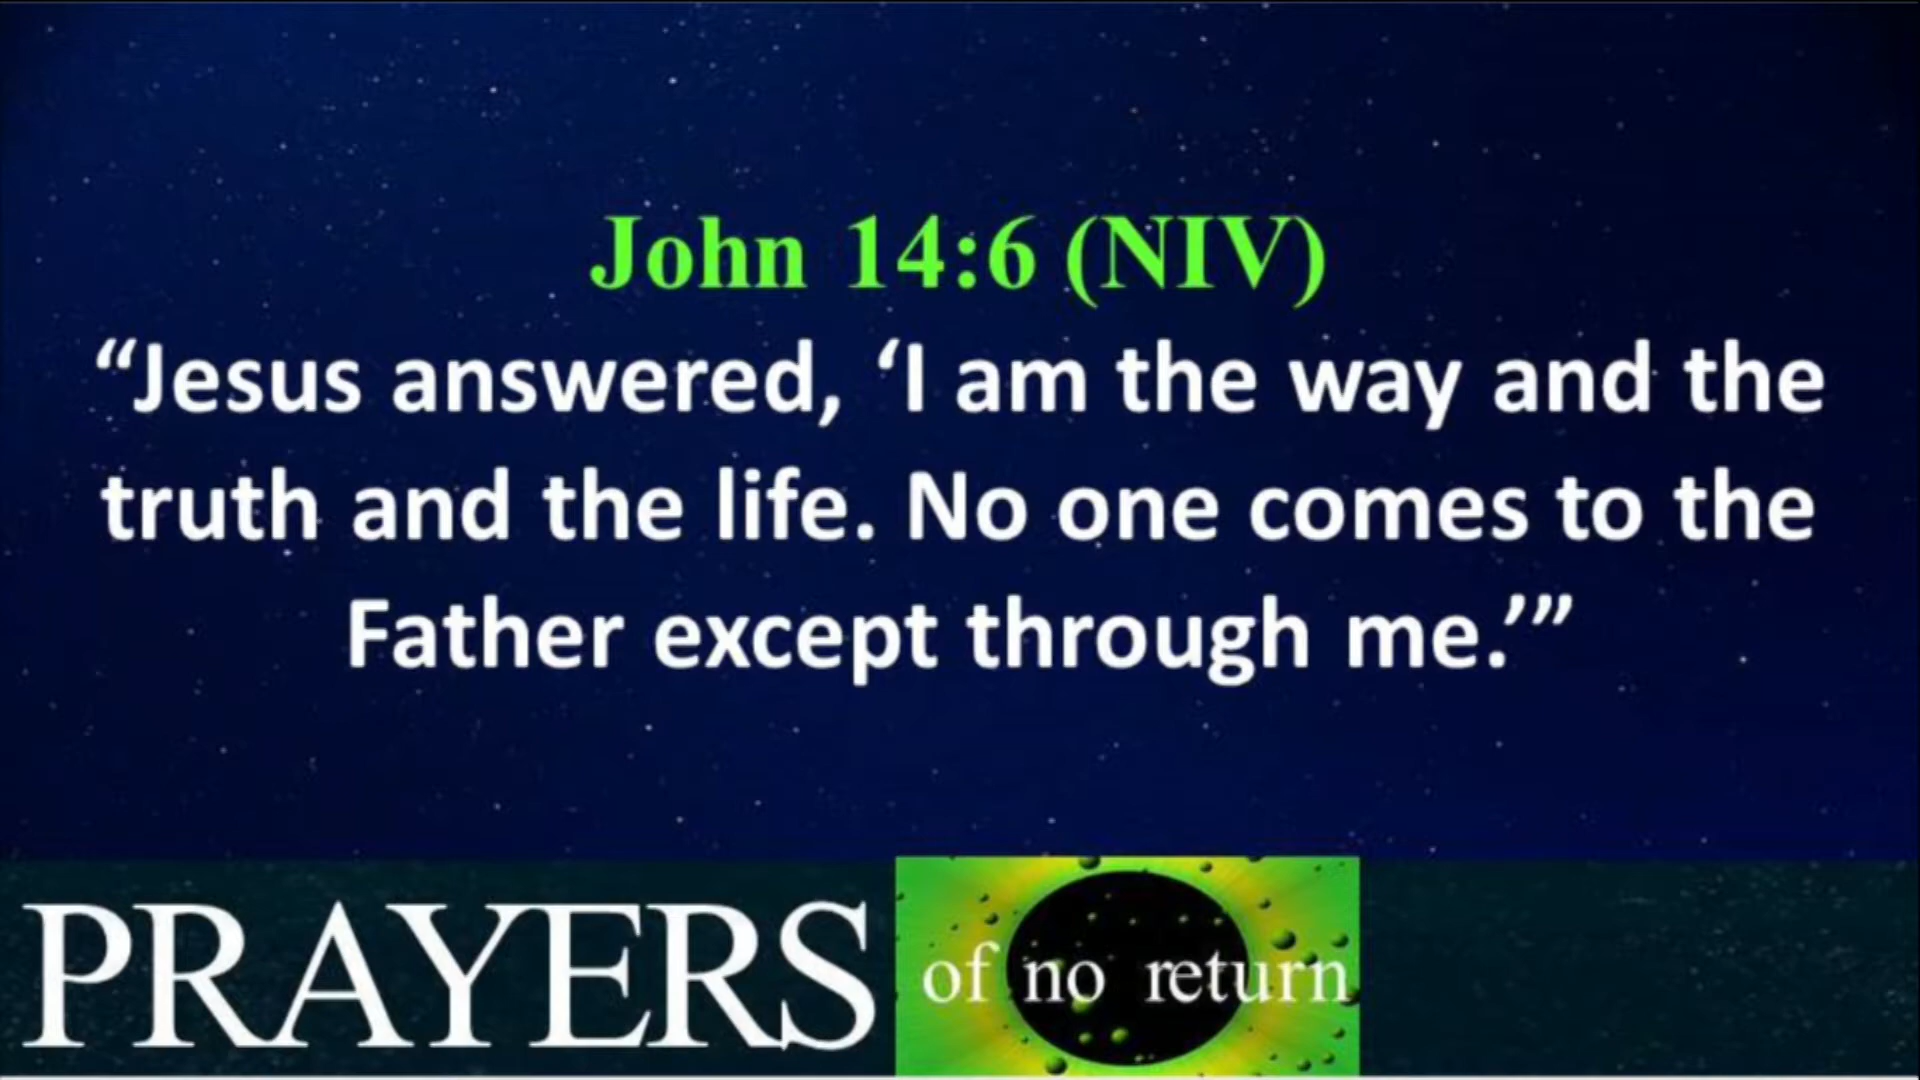 John 14:6 (NIV)
“Jesus answered, ‘I am the way and the
truth and the life. No one comes to the
Father except through me.’”
PRAYERS of no return